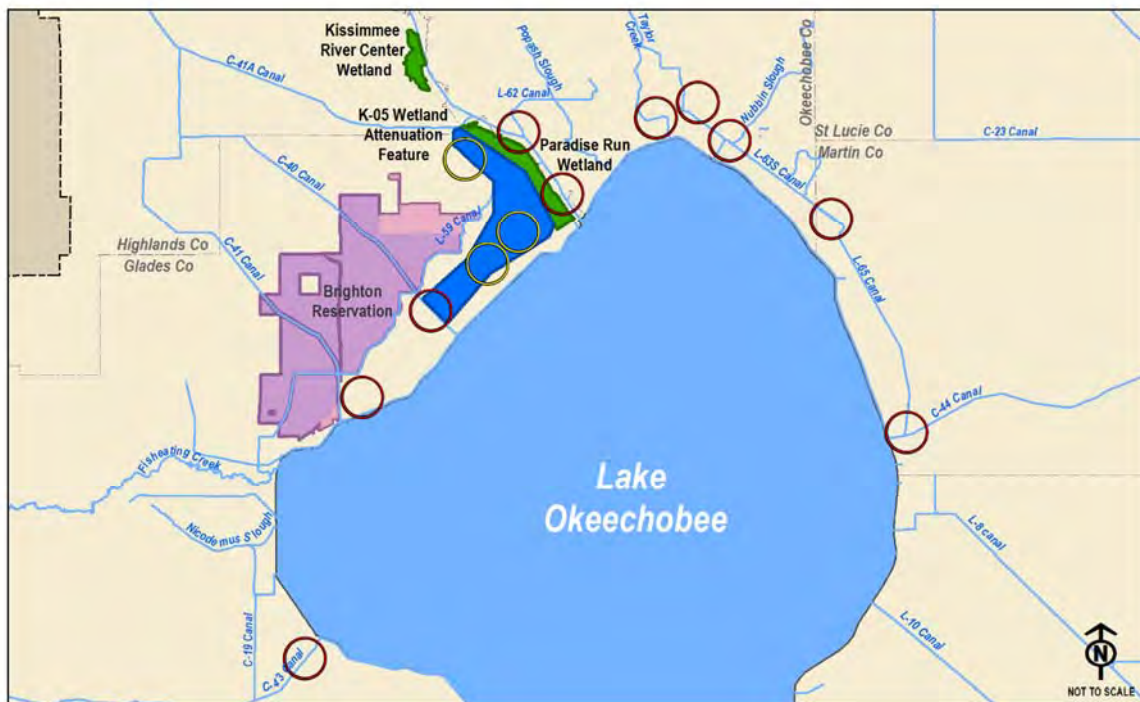 Kissimmee
River Center
Wetland
C-41A Canal
Popash Slough
Taylor
Creek
L-62 Canal
Nubbin Slough
Okeechobee Co
K-05 Wetland
Attenuation
Feature
Paradise Run
Wetland
St Lucie Co
Martin Co
C-23 Canal
C-40 Canal
L-63S Canal
L-59 Canal
Highlands Co
Glades Co
C-41 Canal
Brighton
Reservation
L-65 Canal
C-44 Canal
Fisheating Creek
Lake
Okeechobee
Nicodemus Slough
L-8 canal
C-19 Canal
L-10 Canal
C-43 Canal
N
NOT TO SCALE